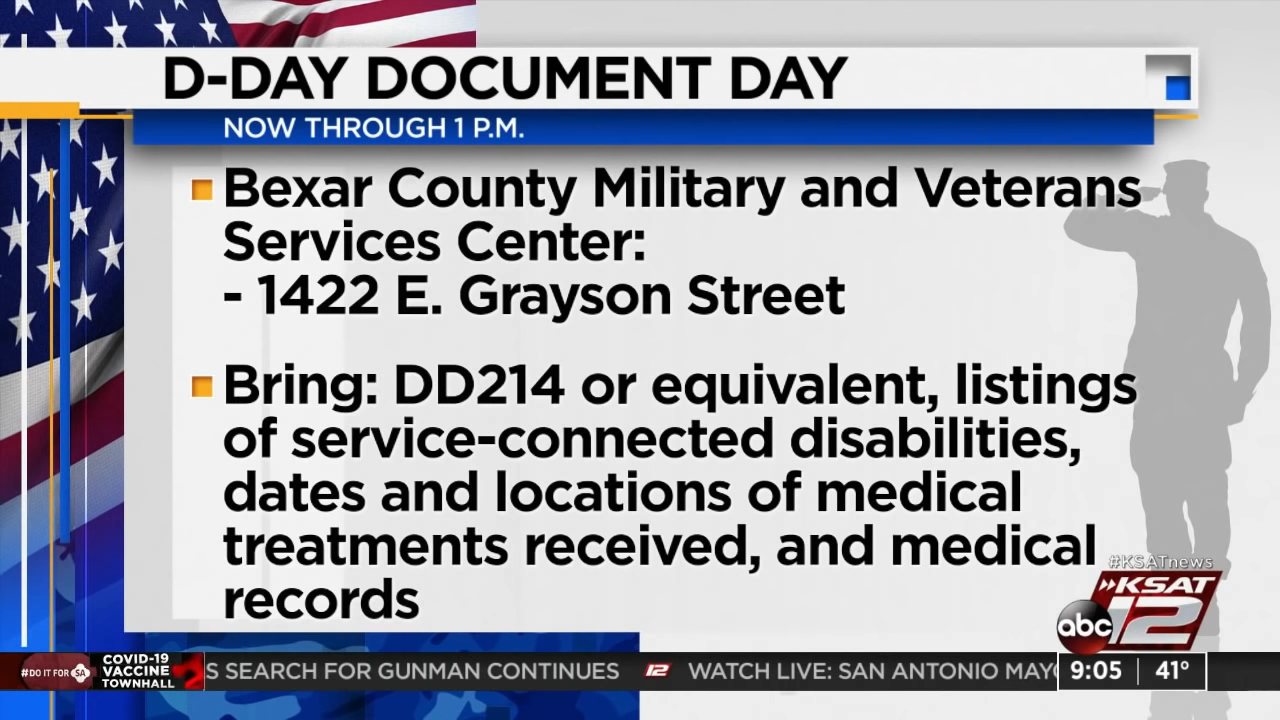 D-DAY DOCUMENT DAY
NOW THROUGH 1 P.M.
Bexar County Military and Veterans
Services Center:
- 1422 E. Grayson Street
Bring: DD214 or equivalent, listings
of service-connected disabilities,
dates and locations of medical
treatments received, and medical
records
#KSATnews
KSAT
abc 12
#DO IT FOR SA
COVID-19
VACCINE
TOWNHALL
S SEARCH FOR GUNMAN CONTINUES 12 WATCH LIVE: SAN ANTONIO MAYO
9:05 41°